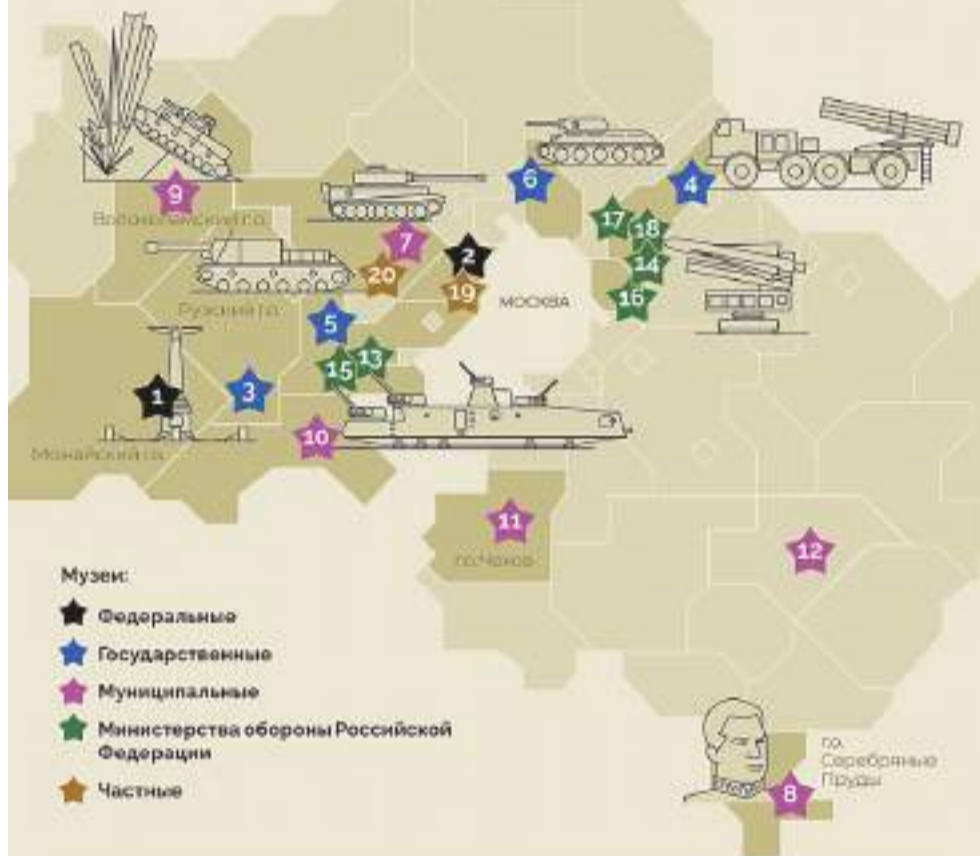 9
Волоколамский г.о.
6
4
17
18
7
2
14
20
19
16
МОСКВА
Рузский г.о.
5
15
13
1
3
10
Можайский г.о.
11
г.о. Чехов
12
Музеи:
Федеральные
Государственные
Муниципальные
Министерства обороны Российской
Федерации
Частные
г.о.
Серебряные
Пруды
8